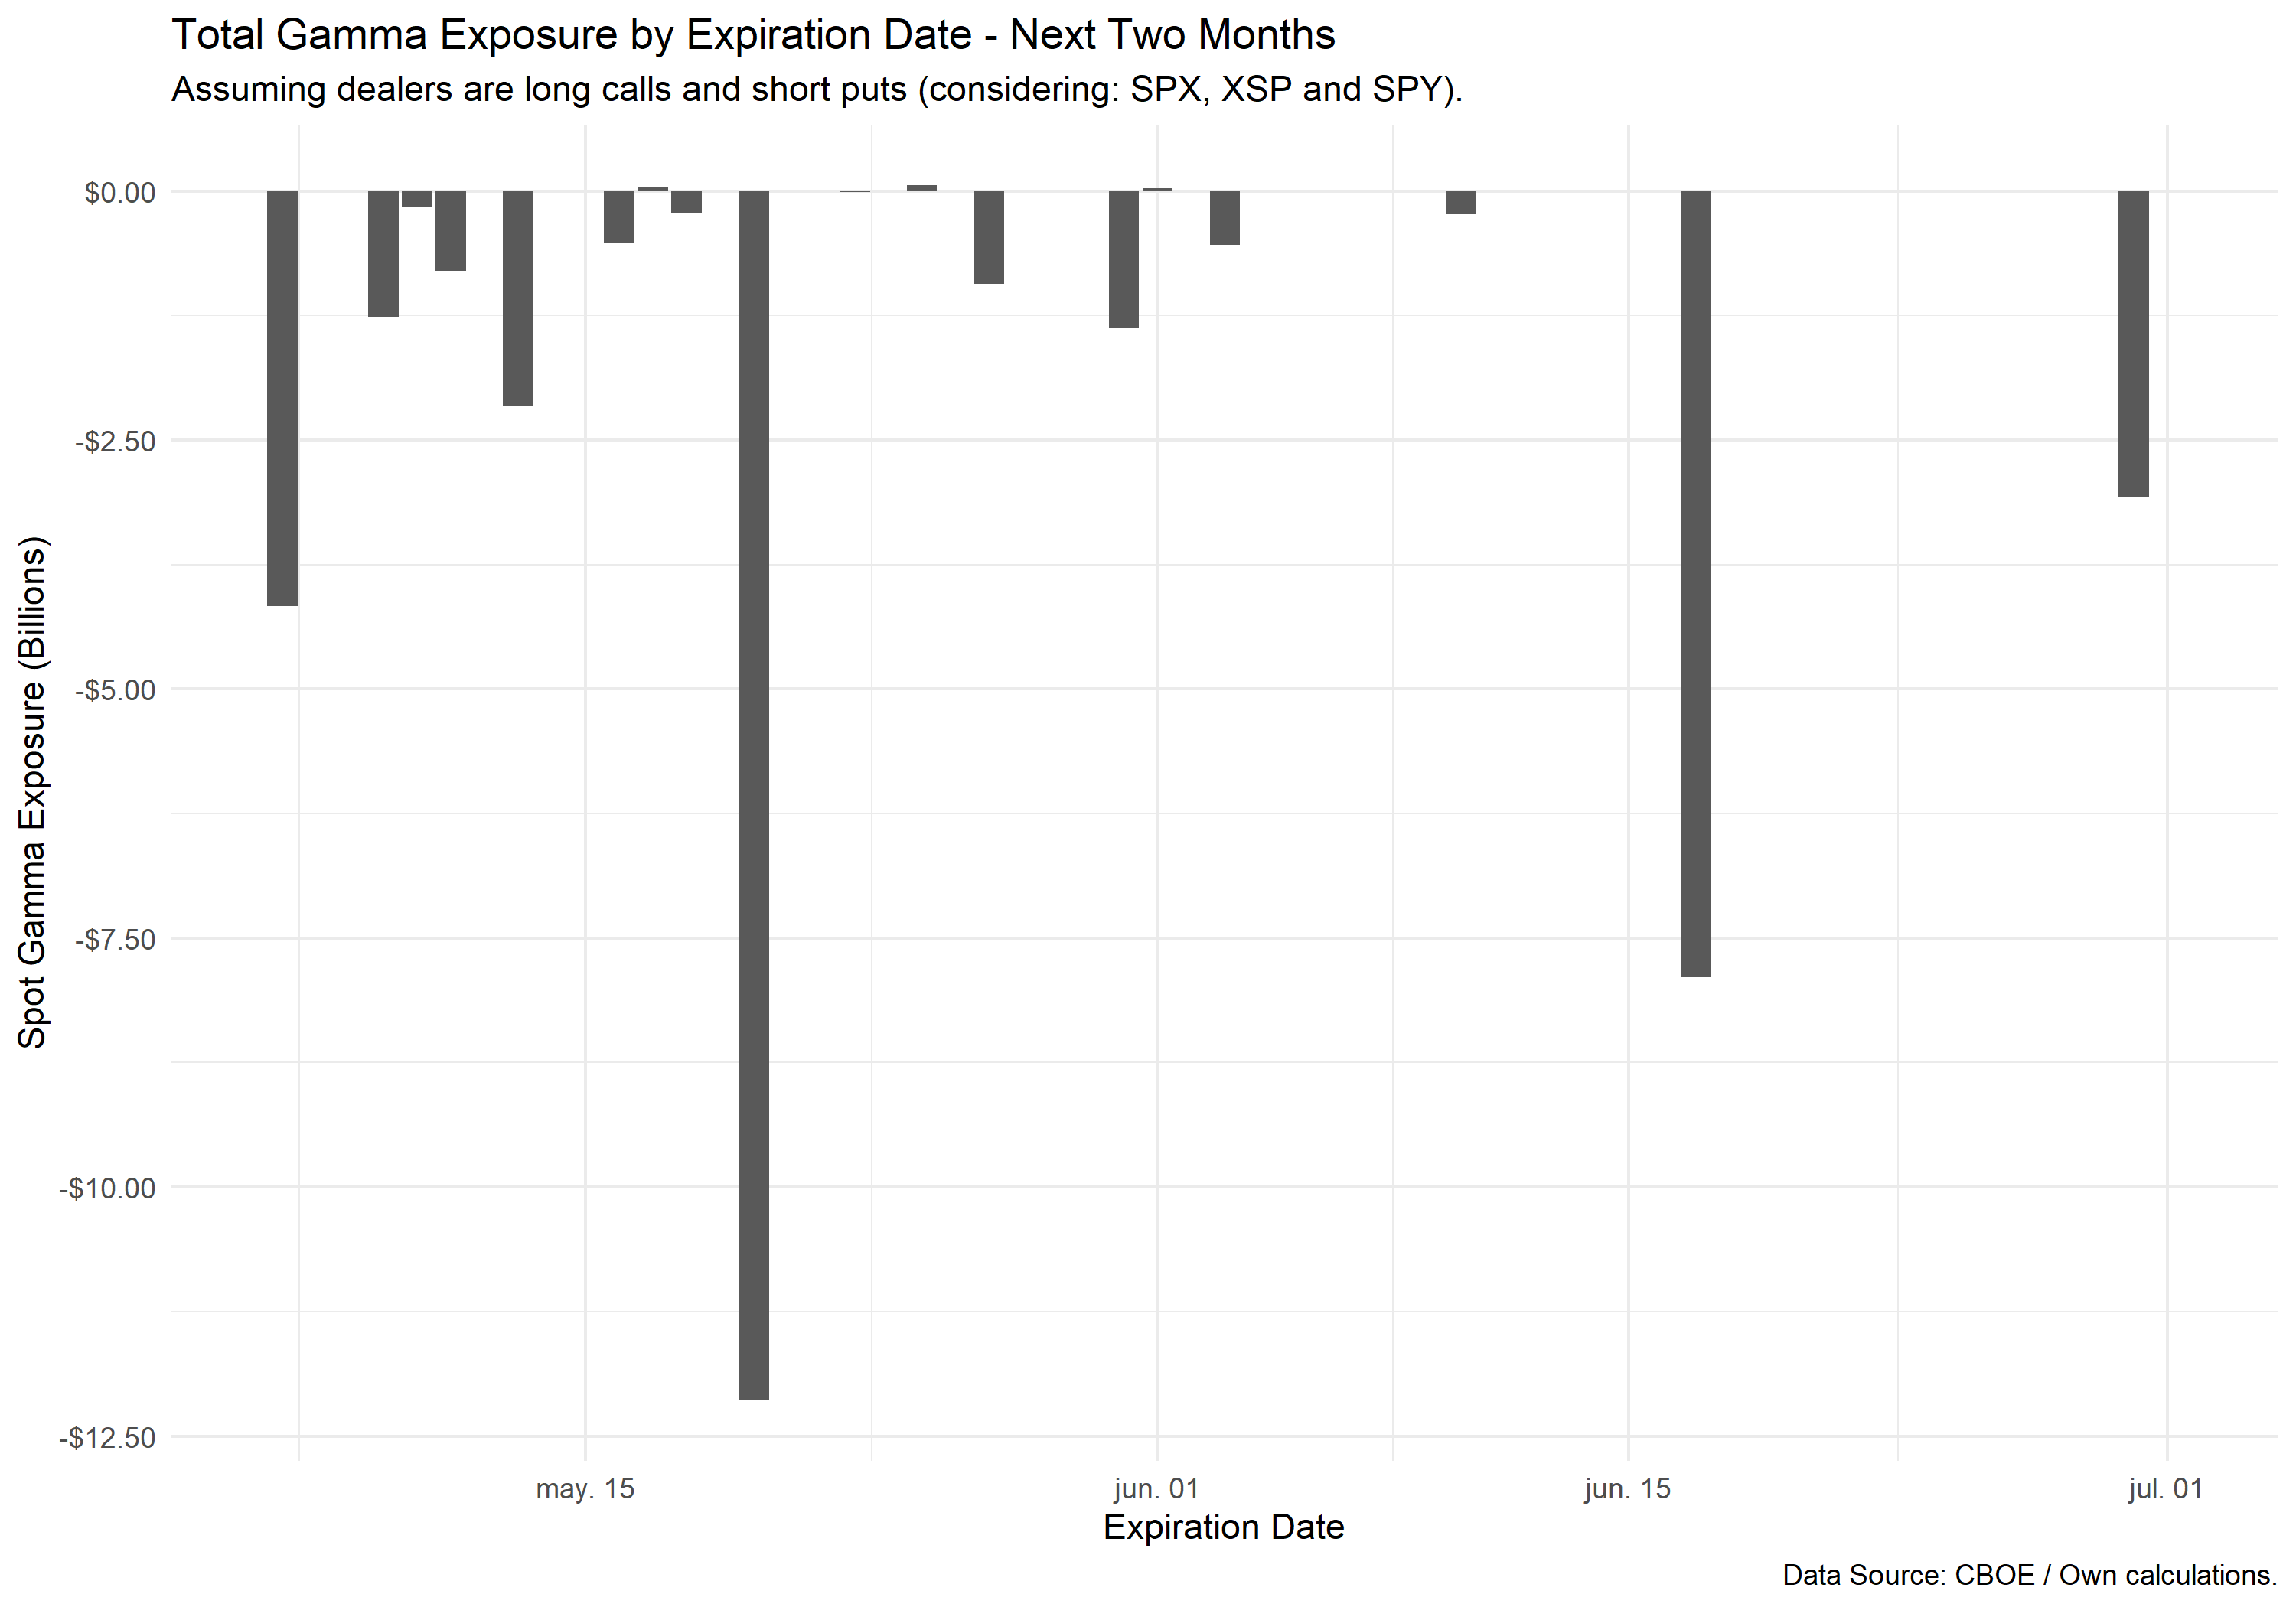 Total Gamma Exposure by Expiration Date - Next Two Months
Assuming dealers are long calls and short puts (considering: SPX, XSP and SPY).
Spot Gamma Exposure (Billions)
$0.00
-$2.50
-$5.00
-$7.50
-$10.00
-$12.50
may. 15
jun. 01
jun. 15
jul. 01
Expiration Date
Data Source: CBOE / Own calculations.